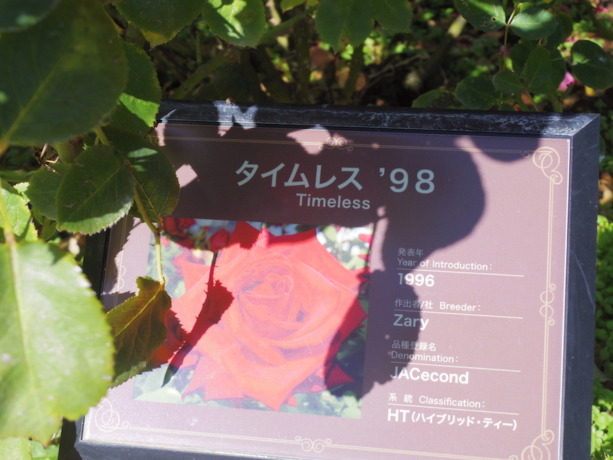 タイムレス ’98
Timeless
発表年
Year of Introduction:
1996
作出者/社 Breeder:
Zary
品種登録名
Denomination:
JACecond
系 統 Classification:
HT(ハイブリッド・ティー)